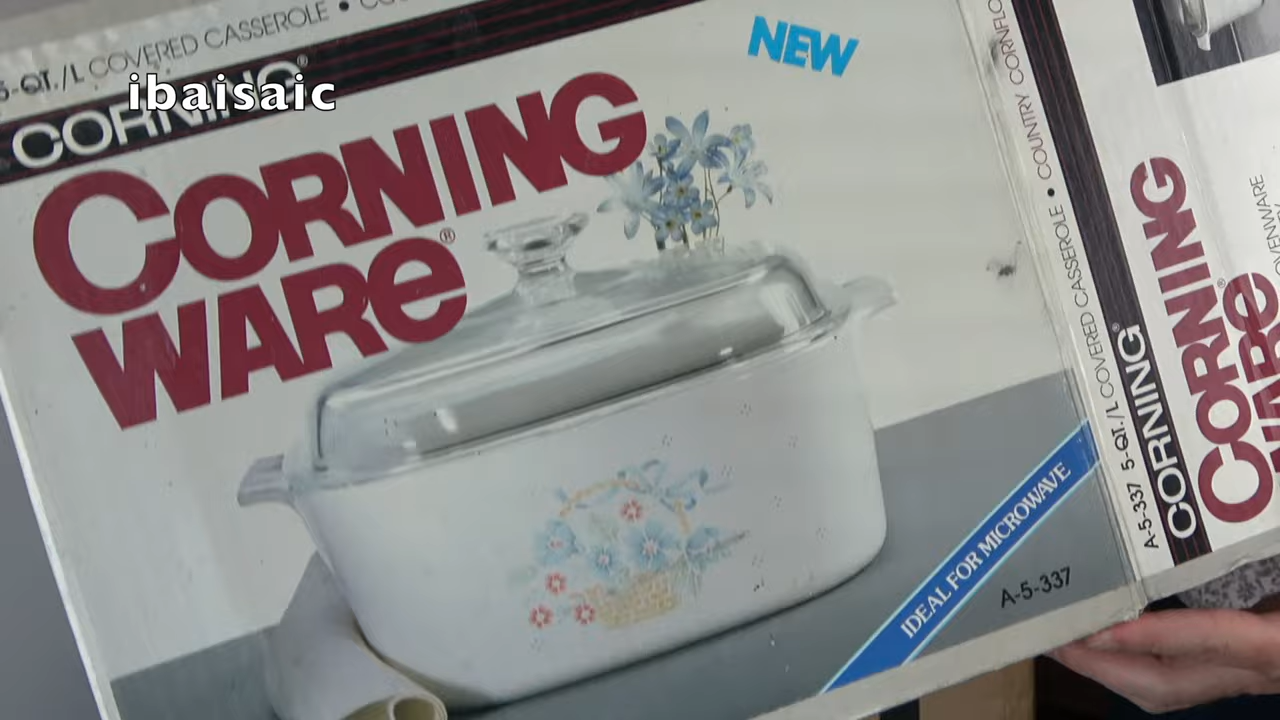 5-QT./L COVERED CASSEROLE •
CORNING®
ibaisaic
NEW
CORNING
WARE®
IDEAL FOR MICROWAVE
A-5-337
A-5-337 5-QT./L COVERED CASSEROLE • COUNTRY CORNFLO
CORNING®
CORNING®
WARE
OVENWARE